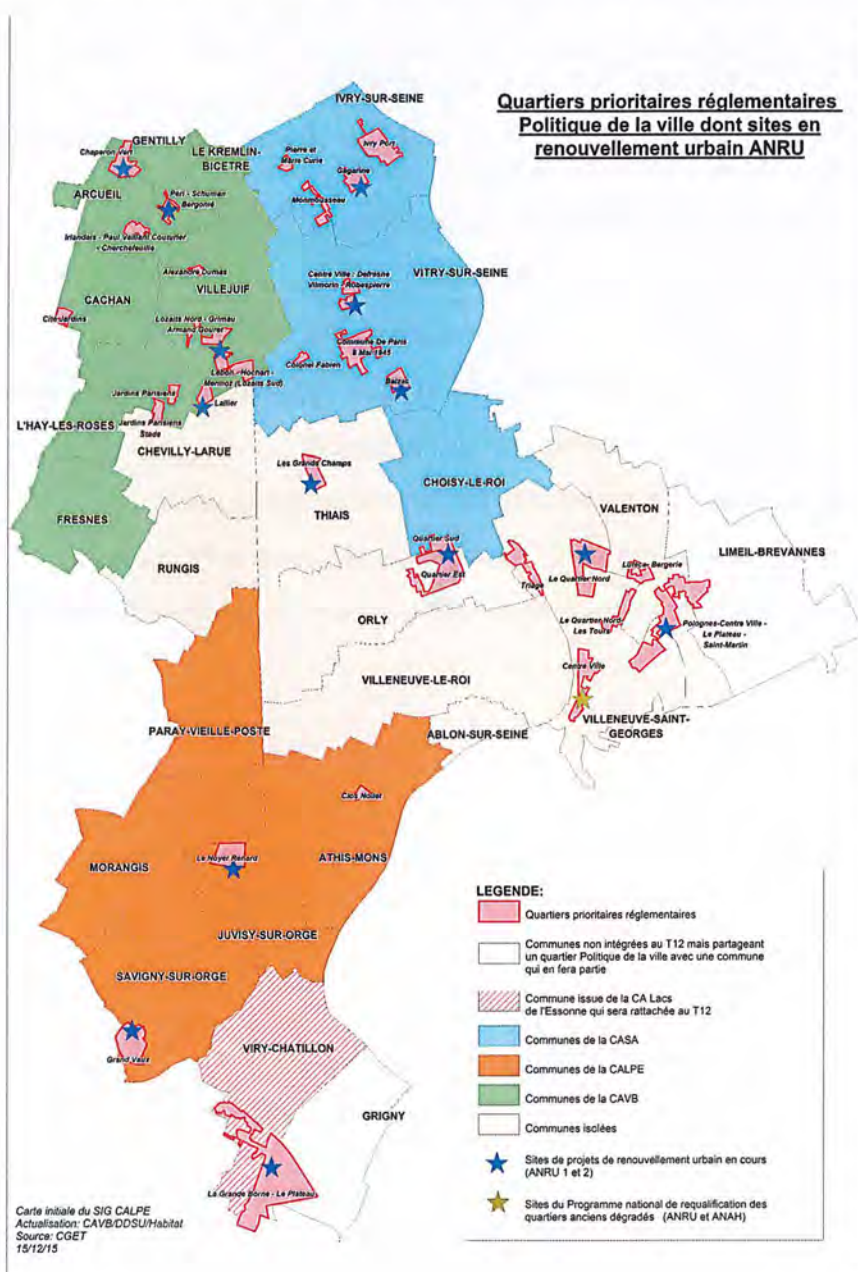 Quartiers prioritaires réglementaires
Politique de la ville dont sites en
renouvellement urbain ANRU
IVRY-SUR-SEINE
GENTILLY
Chaperon Vert
LE KREMLIN-
BICETRE
Pierre et
Marie Curie
Ivry Port
Gagarine
ARCUEIL
Péri - Schuman
Bergonié
Monmousseau
Irlandais - Paul Vaillant Couturier
- Cherchefeuille
Alexandre Dumas
VILLEJUIF
CACHAN
Centre Ville - Defresne
Vilmorin - Robespierre
VITRY-SUR-SEINE
Cité Jardins
Lozaits Nord - Grimau
Armand Gouret
Commune De Paris
8 Mai 1945
Colonel Fabien
Lebon - Hochart -
Mermoz (Lozaits Sud)
Balzac
Jardins Parisiens
Lallier
L'HAY-LES-ROSES
Jardins Parisiens
Stade
CHEVILLY-LARUE
Les Grands Champs
CHOISY-LE-ROI
THIAIS
VALENTON
FRESNES
LIMEIL-BREVANNES
RUNGIS
Quartier Sud
Quartier Est
Triage
Le Quartier Nord
Lutèce- Bergerie
ORLY
Le Quartier Nord-
Les Tours
Polognes-Centre Ville -
Le Plateau -
Saint-Martin
Centre Ville
VILLENEUVE-LE-ROI
VILLENEUVE-SAINT-
GEORGES
PARAY-VIEILLE-POSTE
ABLON-SUR-SEINE
Clos Nollet
Le Noyer Renard
MORANGIS
ATHIS-MONS
JUVISY-SUR-ORGE
SAVIGNY-SUR-ORGE
Grand Vaux
VIRY-CHATILLON
GRIGNY
La Grande Borne - Le Plateau
LEGENDE:
Quartiers prioritaires réglementaires
Communes non intégrées au T12 mais partageant
un quartier Politique de la ville avec une commune
qui en fera partie
Commune issue de la CA Lacs
de l'Essonne qui sera rattachée au T12
Communes de la CASA
Communes de la CALPE
Communes de la CAVB
Communes isolées
Sites de projets de renouvellement urbain en cours
(ANRU 1 et 2)
Sites du Programme national de requalification des
quartiers anciens dégradés (ANRU et ANAH)
Carte initiale du SIG CALPE
Actualisation: CAVB/DDSU/Habitat
Source: CGET
15/12/15